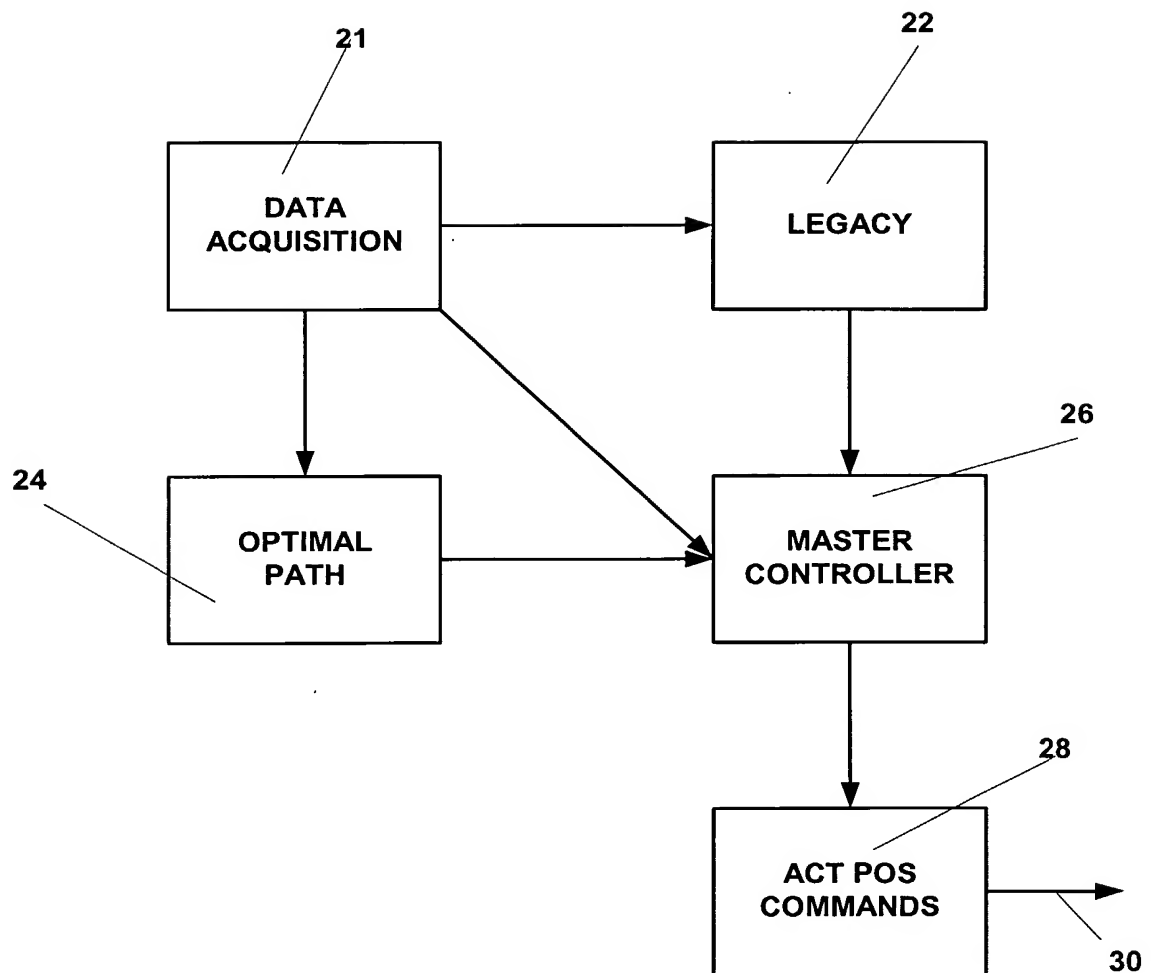 21
22
DATA
ACQUISITION
LEGACY
26
24
OPTIMAL
PATH
MASTER
CONTROLLER
28
ACT POS
COMMANDS
30